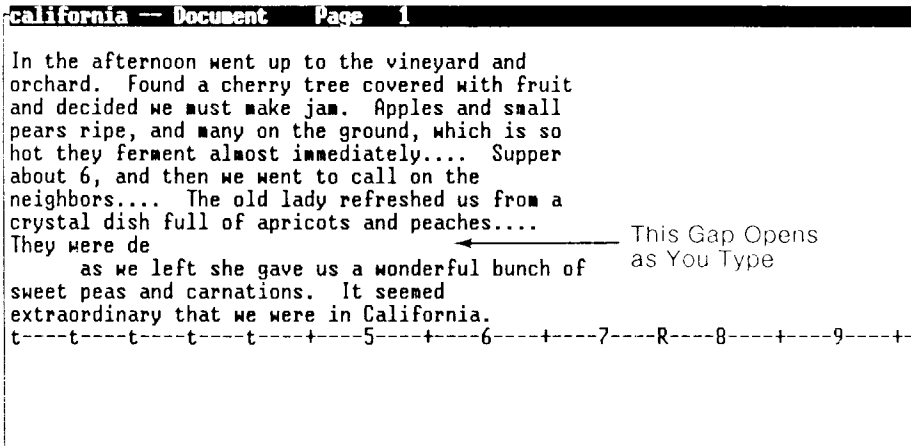 california -- Document    Page    1
In the afternoon went up to the vineyard and
orchard.  Found a cherry tree covered with fruit
and decided we must make jam.  Apples and small
pears ripe, and many on the ground, which is so
hot they ferment almost immediately....  Supper
about 6, and then we went to call on the
neighbors....  The old lady refreshed us from a
crystal dish full of apricots and peaches....
They were de
This Gap Opens
as You Type
as we left she gave us a wonderful bunch of
sweet peas and carnations.  It seemed
extraordinary that we were in California.
t----t----t----t----t----+----5----+----6----+----7----R----8----+----9----+-